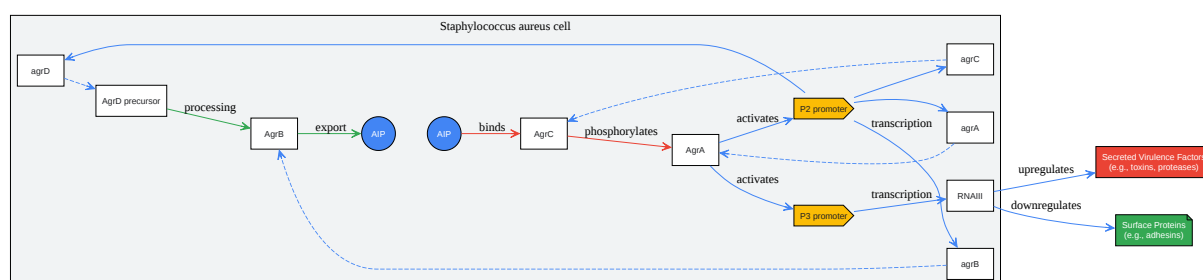 Staphylococcus aureus cell
agrD
AgrD precursor
processing
AgrB
export
AIP
AIP
binds
AgrC
phosphorylates
AgrA
activates
activates
P2 promoter
P3 promoter
transcription
transcription
agrC
agrA
RNAIII
agrB
upregulates
downregulates
Secreted Virulence Factors
(e.g., toxins, proteases)
Surface Proteins
(e.g., adhesins)